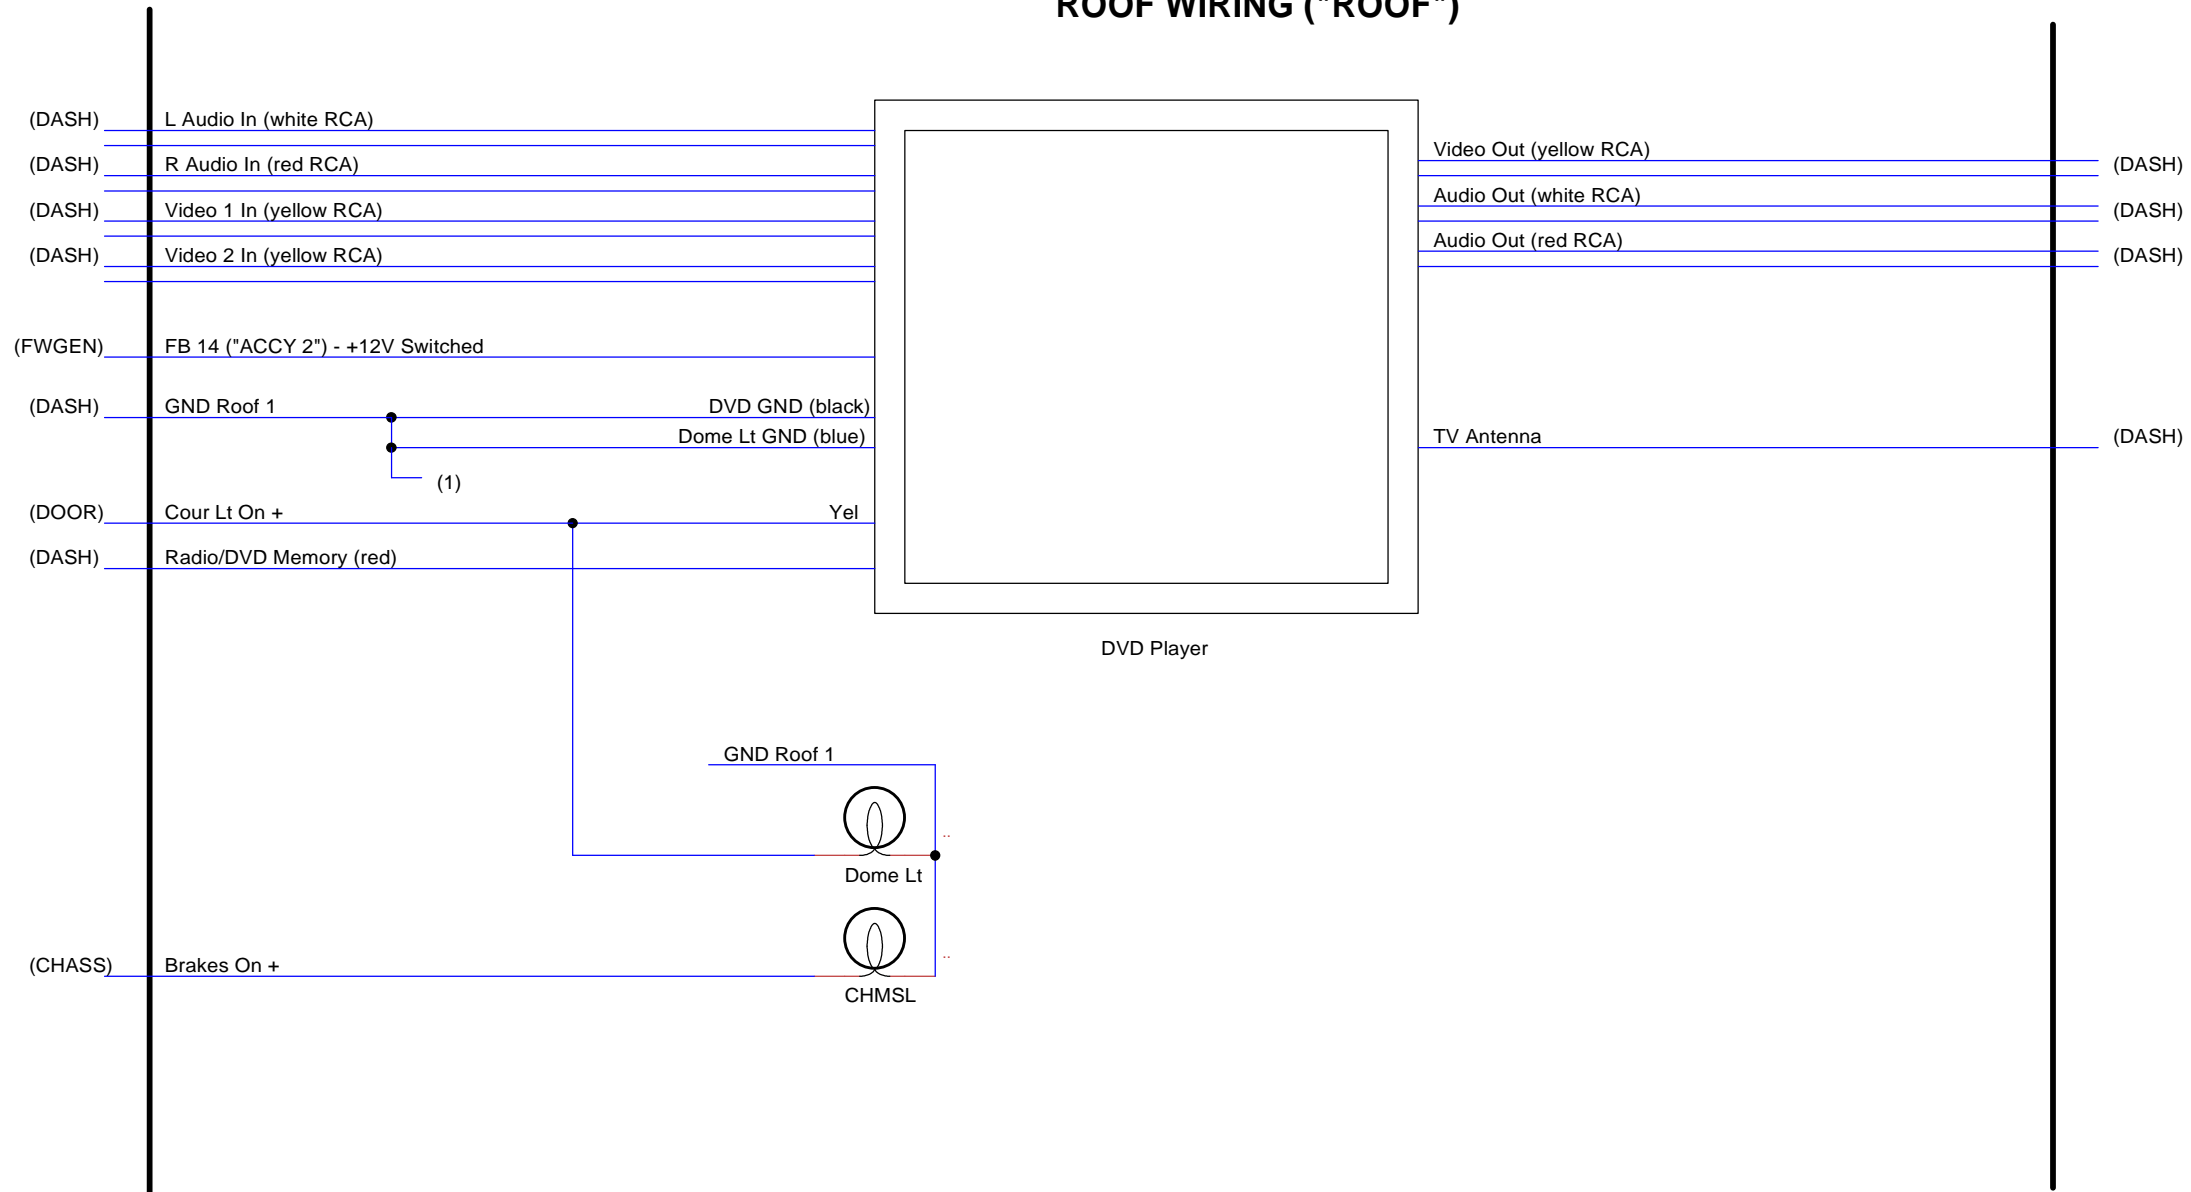 ROOF WIRING ("ROOF")
(DASH) L Audio In (white RCA)
(DASH) R Audio In (red RCA)
(DASH) Video 1 In (yellow RCA)
(DASH) Video 2 In (yellow RCA)
(FWGEN) FB 14 ("ACCY 2") - +12V Switched
(DASH) GND Roof 1 DVD GND (black)
Dome Lt GND (blue)
(1)
(DOOR) Cour Lt On + Yel
(DASH) Radio/DVD Memory (red)
Video Out (yellow RCA) (DASH)
Audio Out (white RCA) (DASH)
Audio Out (red RCA) (DASH)
TV Antenna (DASH)
DVD Player
GND Roof 1
Dome Lt
(CHASS) Brakes On +
CHMSL